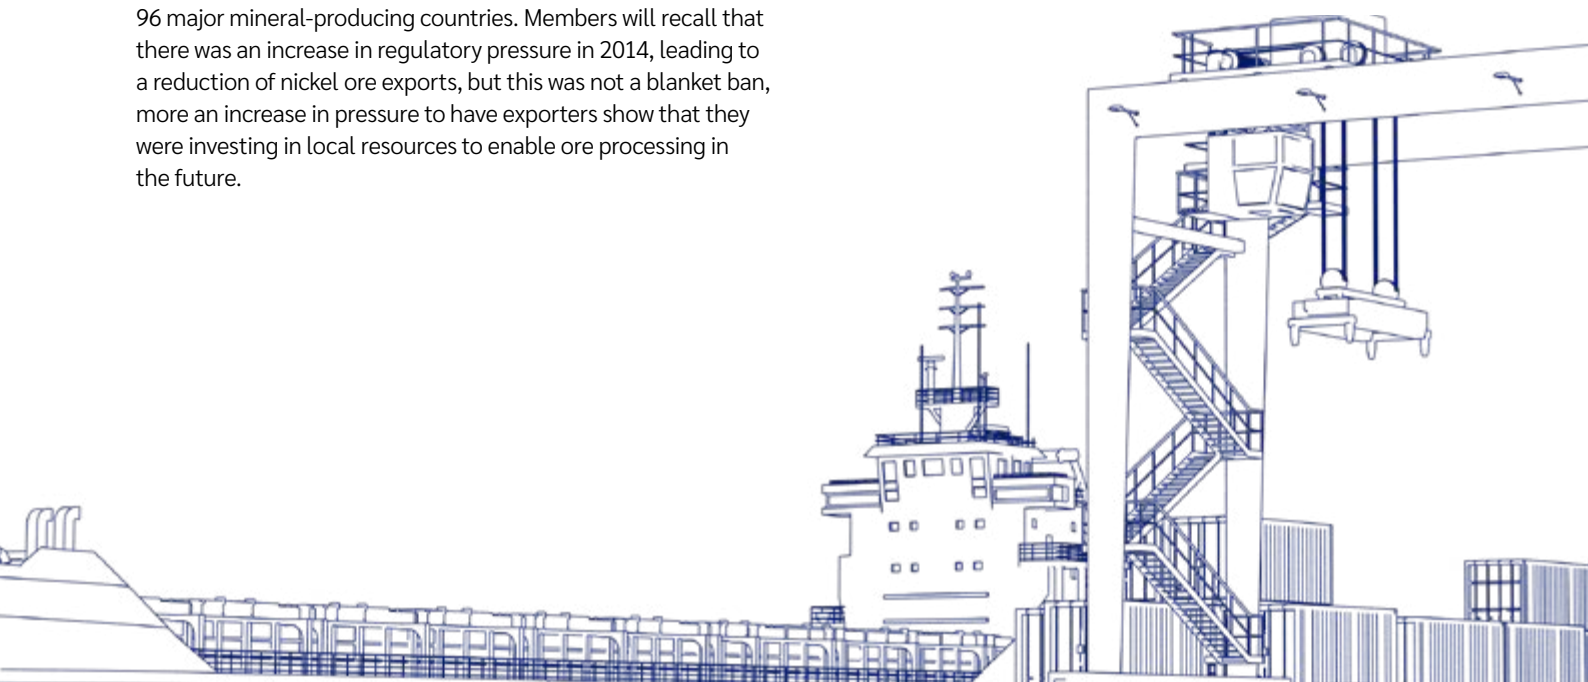 96 major mineral-producing countries. Members will recall that
there was an increase in regulatory pressure in 2014, leading to
a reduction of nickel ore exports, but this was not a blanket ban,
more an increase in pressure to have exporters show that they
were investing in local resources to enable ore processing in
the future.